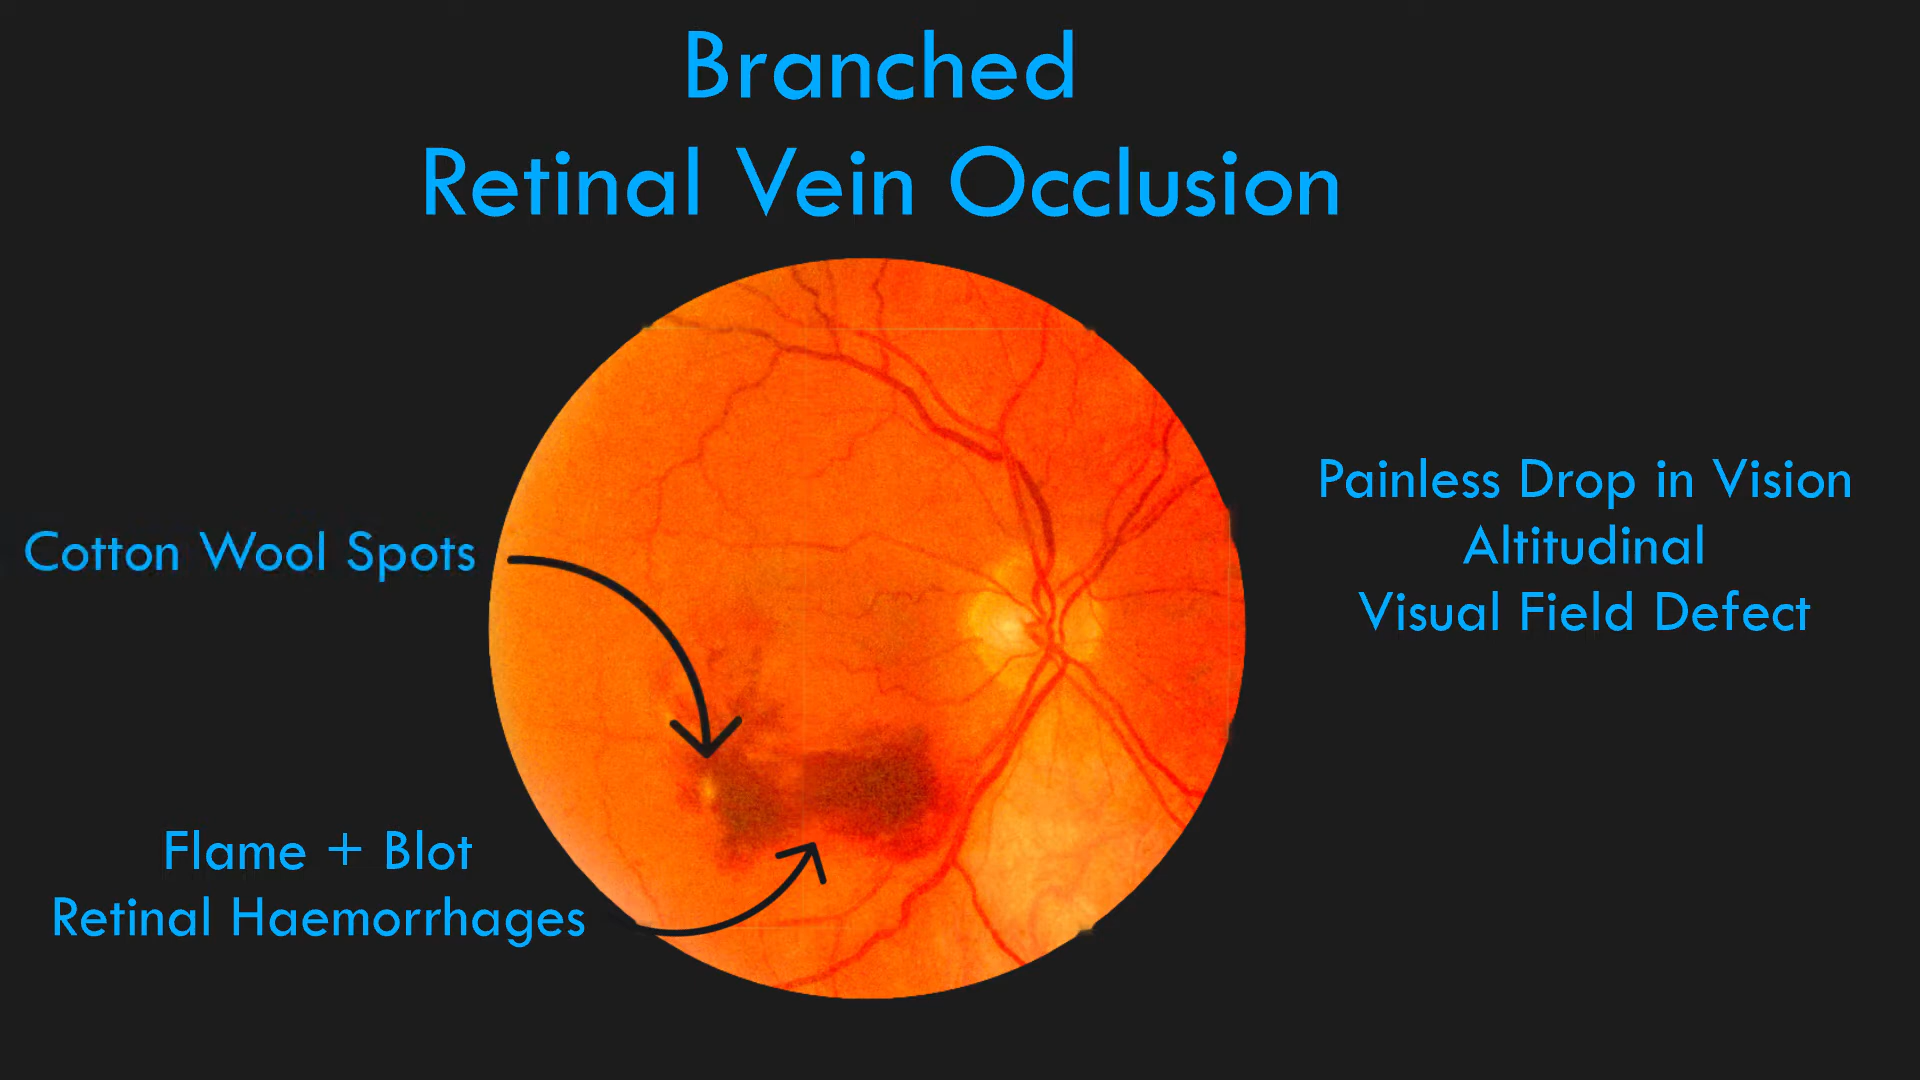 Branched
Retinal Vein Occlusion
Cotton Wool Spots
Flame + Blot
Retinal Haemorrhages
Painless Drop in Vision
Altitudinal
Visual Field Defect